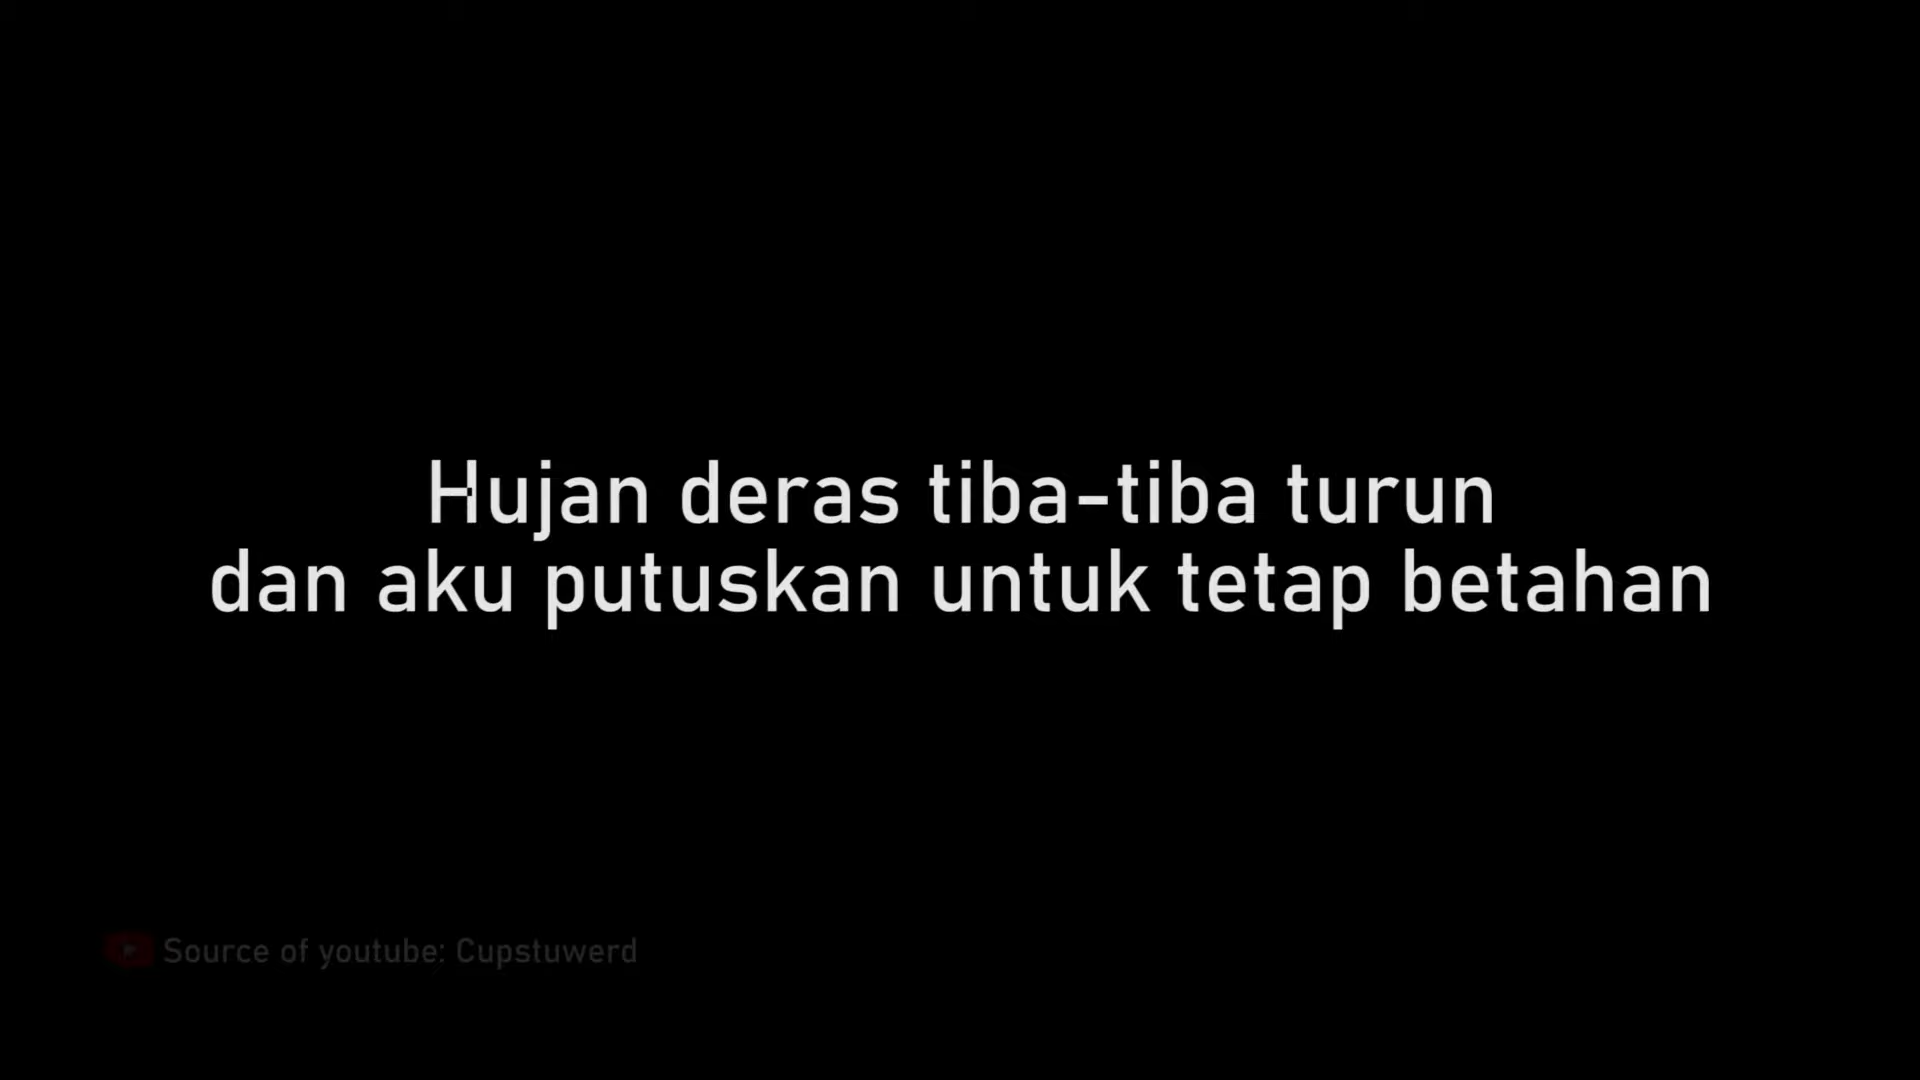 Hujan deras tiba-tiba turun
dan aku putuskan untuk tetap betahan
Source of youtube: Cupstuwerd